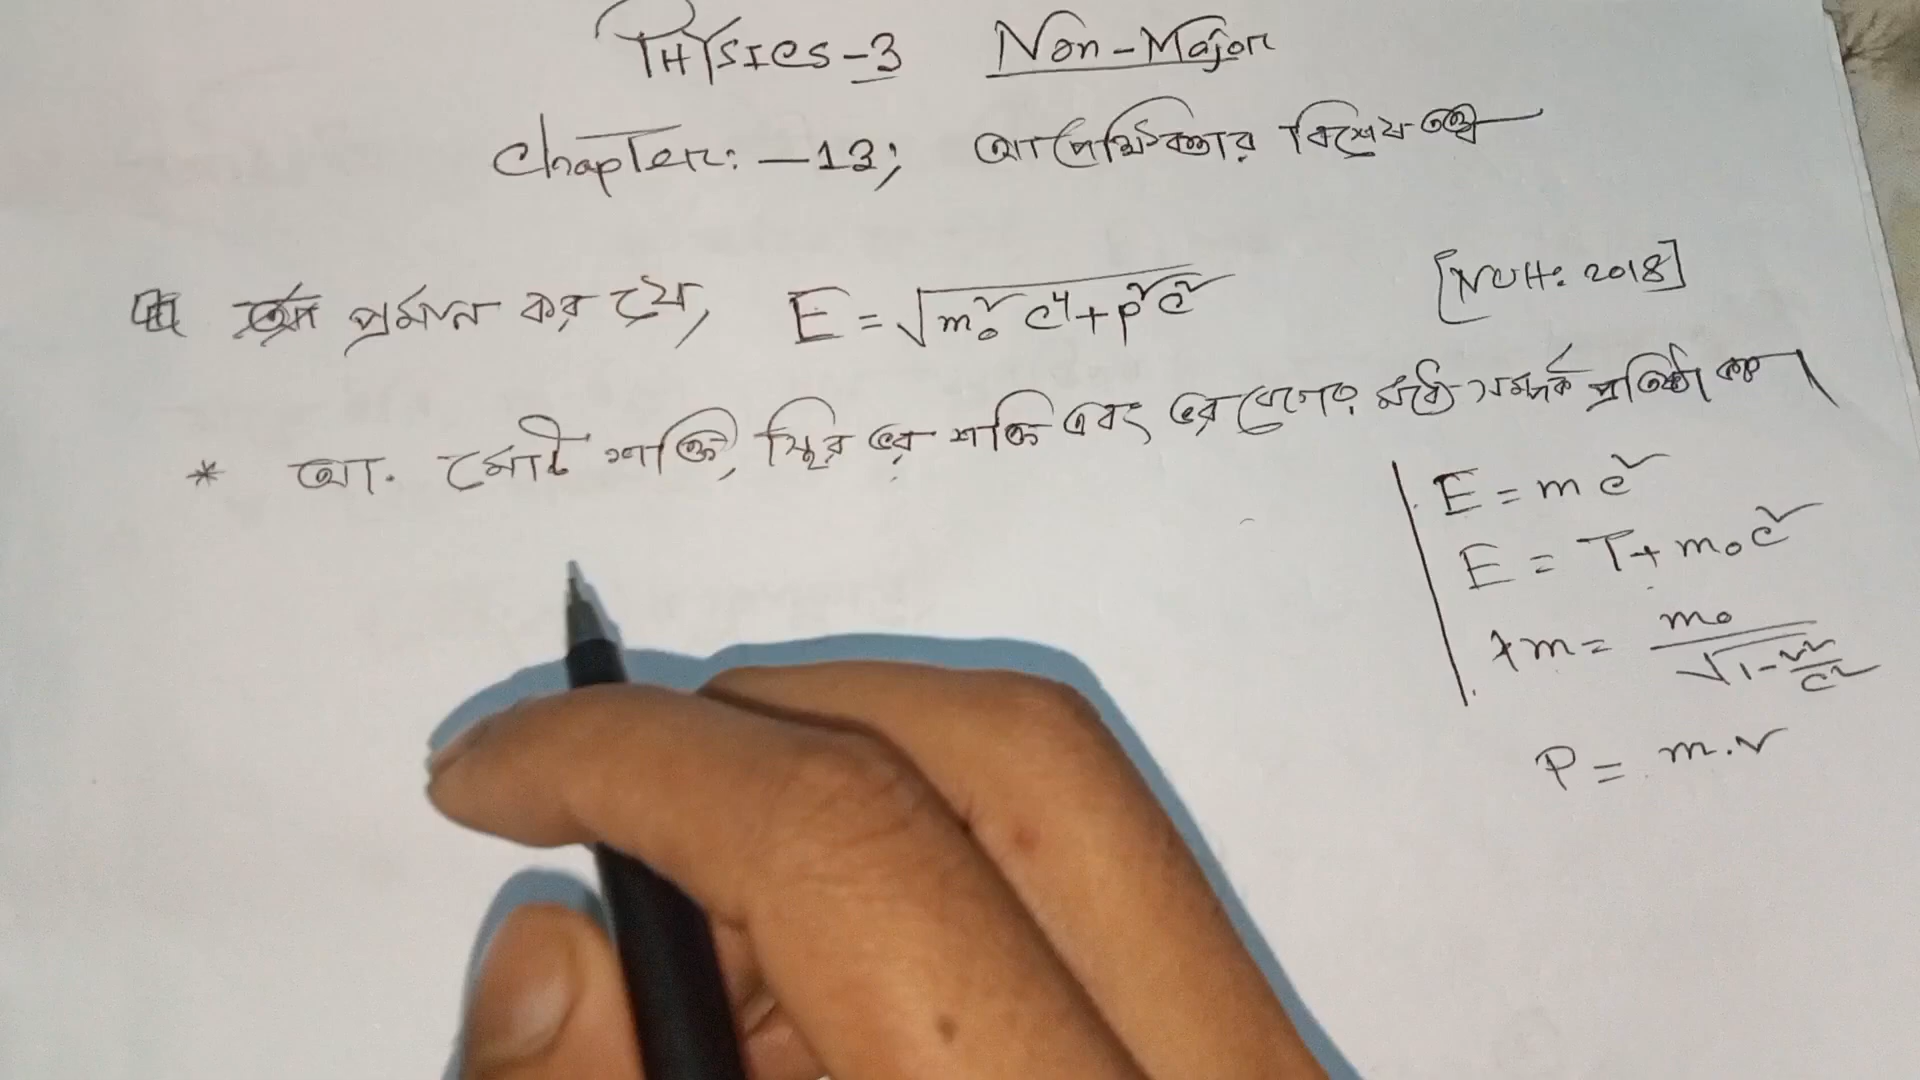 PHYSICS-3 Non-Major
Chapter: -13; আপেক্ষিকতার বিশেষ তত্ত্ব
প্রমান কর যে, E = √m₀²c⁴+p²c² [NUH: 2018]
* আ. মোট শক্তি, স্থির ভর শক্তি এবং ভর বেগের মধ্যে সম্পর্ক প্রতিষ্ঠা কর।
E = mc²
E = T + m₀c²
m = m₀/√1-v²/c²
P = m.v